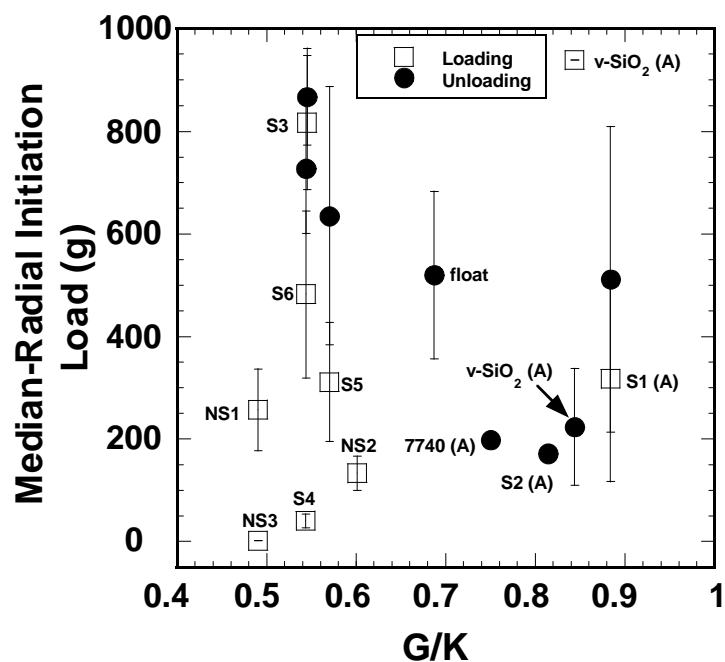 Median-Radial Initiation
Load (g)
1000
800
600
400
200
0
Loading
Unloading
v-SiO₂ (A)
S3
S6
float
S5
NS1
v-SiO₂ (A)
S1 (A)
NS2
7740 (A)
S2 (A)
S4
NS3
0.4
0.5
0.6
0.7
0.8
0.9
1
G/K